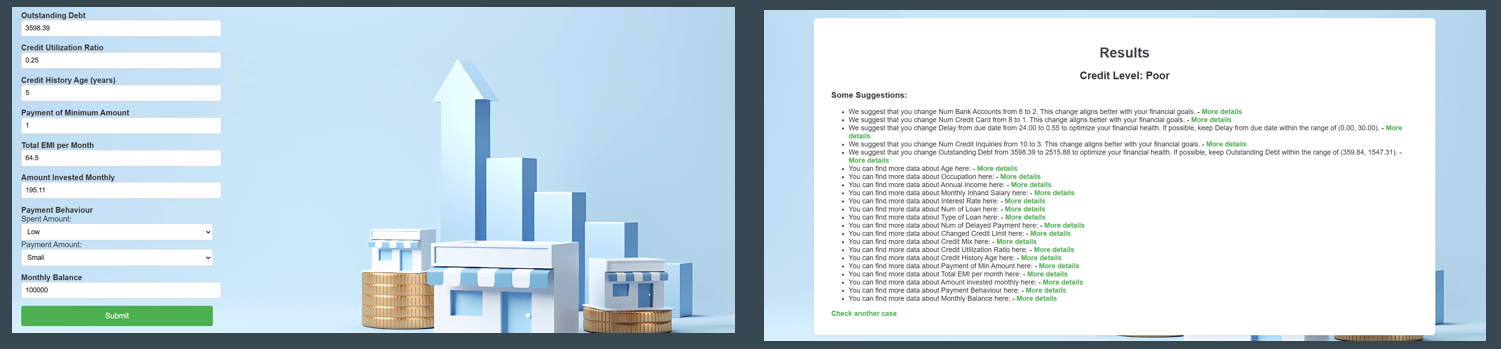 Outstanding Debt
3598.39
Credit Utilization Ratio
0.25
Credit History Age (years)
5
Payment of Minimum Amount
1
Total EMI per Month
64.5
Amount Invested Monthly
195.11
Payment Behaviour
Spent Amount:
Low
Payment Amount:
Small
Monthly Balance
100000
Submit
Results
Credit Level: Poor
Some Suggestions:
• We suggest that you change Num Bank Accounts from 6 to 2. This change aligns better with your financial goals. - More details
• We suggest that you change Num Credit Card from 8 to 1. This change aligns better with your financial goals. - More details
• We suggest that you change Delay from due date from 24.00 to 0.55 to optimize your financial health. If possible, keep Delay from due date within the range of (0.00, 30.00). - More
details
• We suggest that you change Num Credit Inquiries from 10 to 3. This change aligns better with your financial goals. - More details
• We suggest that you change Outstanding Debt from 3598.39 to 2515.88 to optimize your financial health. If possible, keep Outstanding Debt within the range of (359.84, 1547.31). -
More details
• You can find more data about Age here: - More details
• You can find more data about Occupation here: - More details
• You can find more data about Annual Income here: - More details
• You can find more data about Monthly Inhand Salary here: - More details
• You can find more data about Interest Rate here: - More details
• You can find more data about Num of Loan here: - More details
• You can find more data about Type of Loan here: - More details
• You can find more data about Num of Delayed Payment here: - More details
• You can find more data about Changed Credit Limit here: - More details
• You can find more data about Credit Mix here: - More details
• You can find more data about Credit Utilization Ratio here: - More details
• You can find more data about Credit History Age here: - More details
• You can find more data about Payment of Min Amount here: - More details
• You can find more data about Total EMI per month here: - More details
• You can find more data about Amount invested monthly here: - More details
• You can find more data about Payment Behaviour here: - More details
• You can find more data about Monthly Balance here: - More details
Check another case